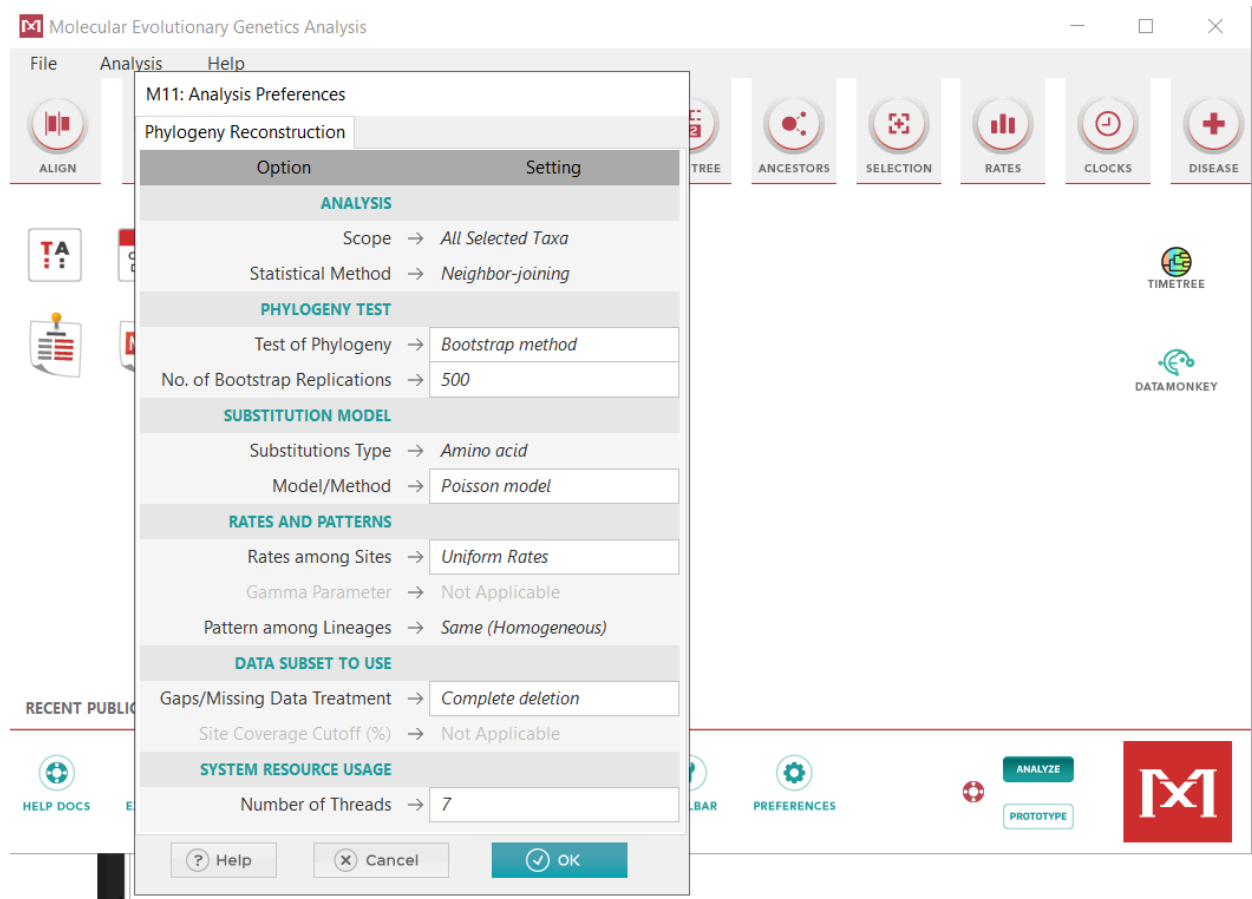 Molecular Evolutionary Genetics Analysis
File Analysis Help
M11: Analysis Preferences
Phylogeny Reconstruction
ALIGN
TREE
ANCESTORS
SELECTION
RATES
CLOCKS
DISEASE
Option Setting
ANALYSIS
Scope → All Selected Taxa
Statistical Method → Neighbor-joining
PHYLOGENY TEST
Test of Phylogeny → Bootstrap method
No. of Bootstrap Replications → 500
SUBSTITUTION MODEL
Substitutions Type → Amino acid
Model/Method → Poisson model
RATES AND PATTERNS
Rates among Sites → Uniform Rates
Gamma Parameter → Not Applicable
Pattern among Lineages → Same (Homogeneous)
DATA SUBSET TO USE
Gaps/Missing Data Treatment → Complete deletion
Site Coverage Cutoff (%) → Not Applicable
SYSTEM RESOURCE USAGE
Number of Threads → 7
? Help
Cancel
OK
TA
TIMETREE
DATAMONKEY
RECENT PUBLIC
HELP DOCS
LBAR
PREFERENCES
ANALYZE
PROTOTYPE